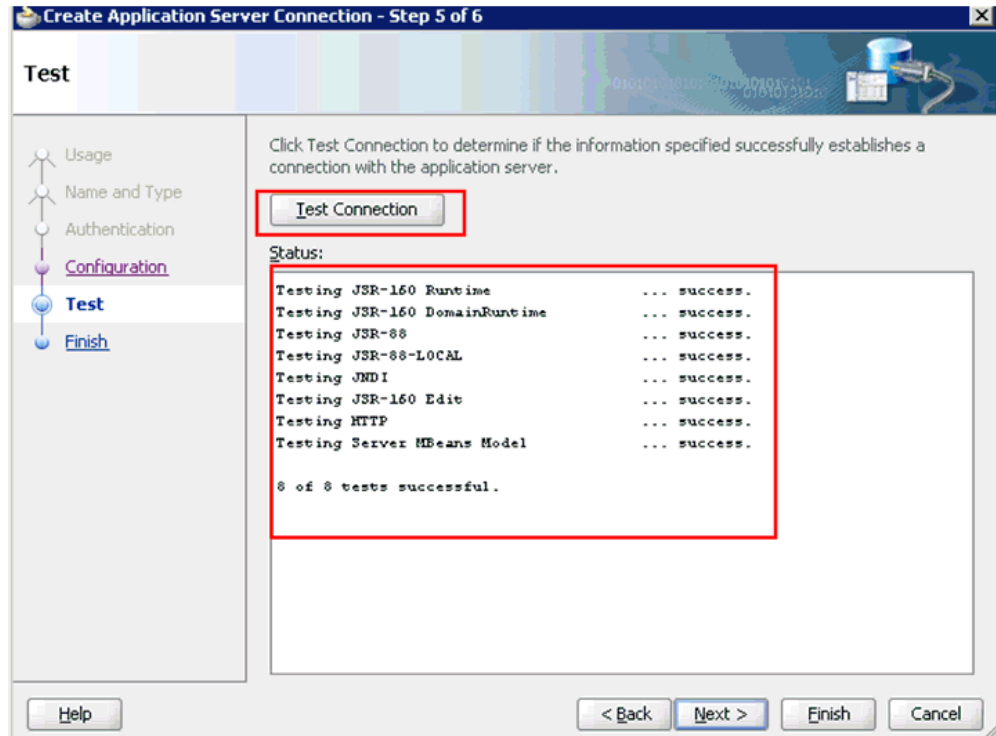 Create Application Server Connection - Step 5 of 6
Test
Usage
Name and Type
Authentication
Configuration
Test
Finish
Click Test Connection to determine if the information specified successfully establishes a
connection with the application server.
Test Connection
Status:
Testing JSR-160 Runtime ... success.
Testing JSR-160 DomainRuntime ... success.
Testing JSR-88 ... success.
Testing JSR-88-LOCAL ... success.
Testing JNDI ... success.
Testing JSR-160 Edit ... success.
Testing HTTP ... success.
Testing Server MBeans Model ... success.
8 of 8 tests successful.
Help
< Back
Next >
Finish
Cancel